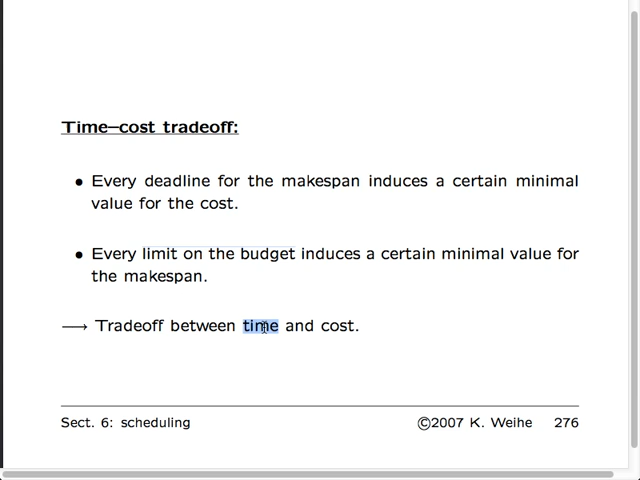 Time—cost tradeoff:
● Every deadline for the makespan induces a certain minimal
value for the cost.
● Every limit on the budget induces a certain minimal value for
the makespan.
⟶ Tradeoff between time and cost.
Sect. 6: scheduling ©2007 K. Weihe 276